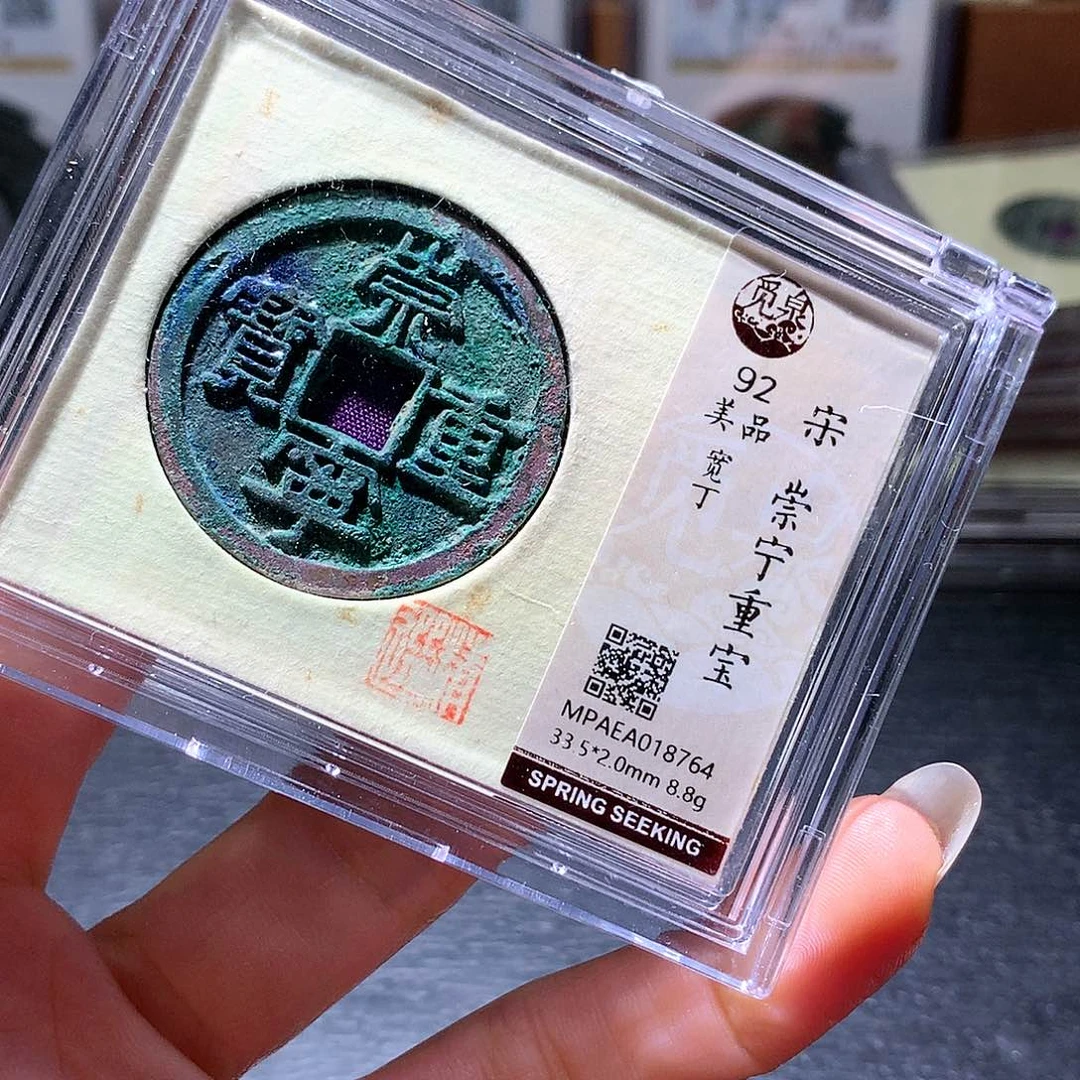 崇寧重寳
觅泉
92
美品
宽丁
宋
崇宁重宝
MPAEA018764
33.5*2.0mm 8.8g
SPRING SEEKING